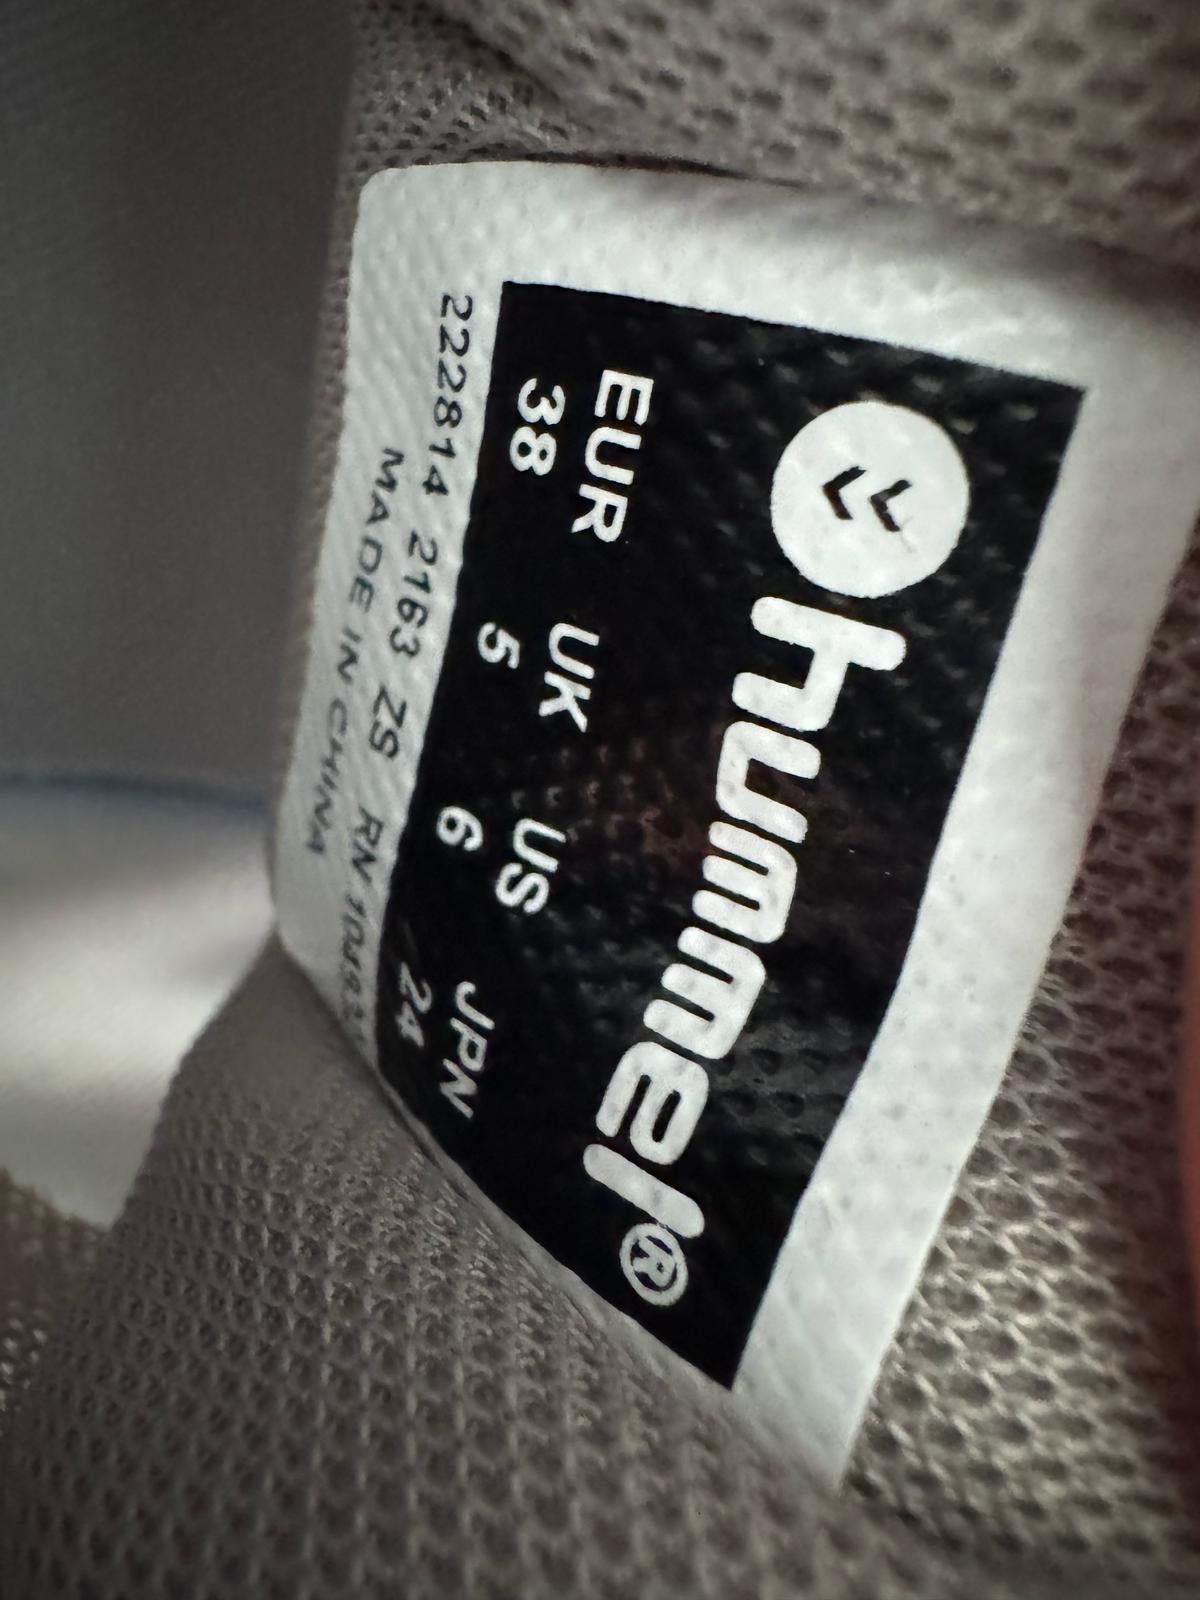 hummel®
EUR UK US JPN
38 5 6 24
222814 2163 ZS RN
MADE IN CHINA